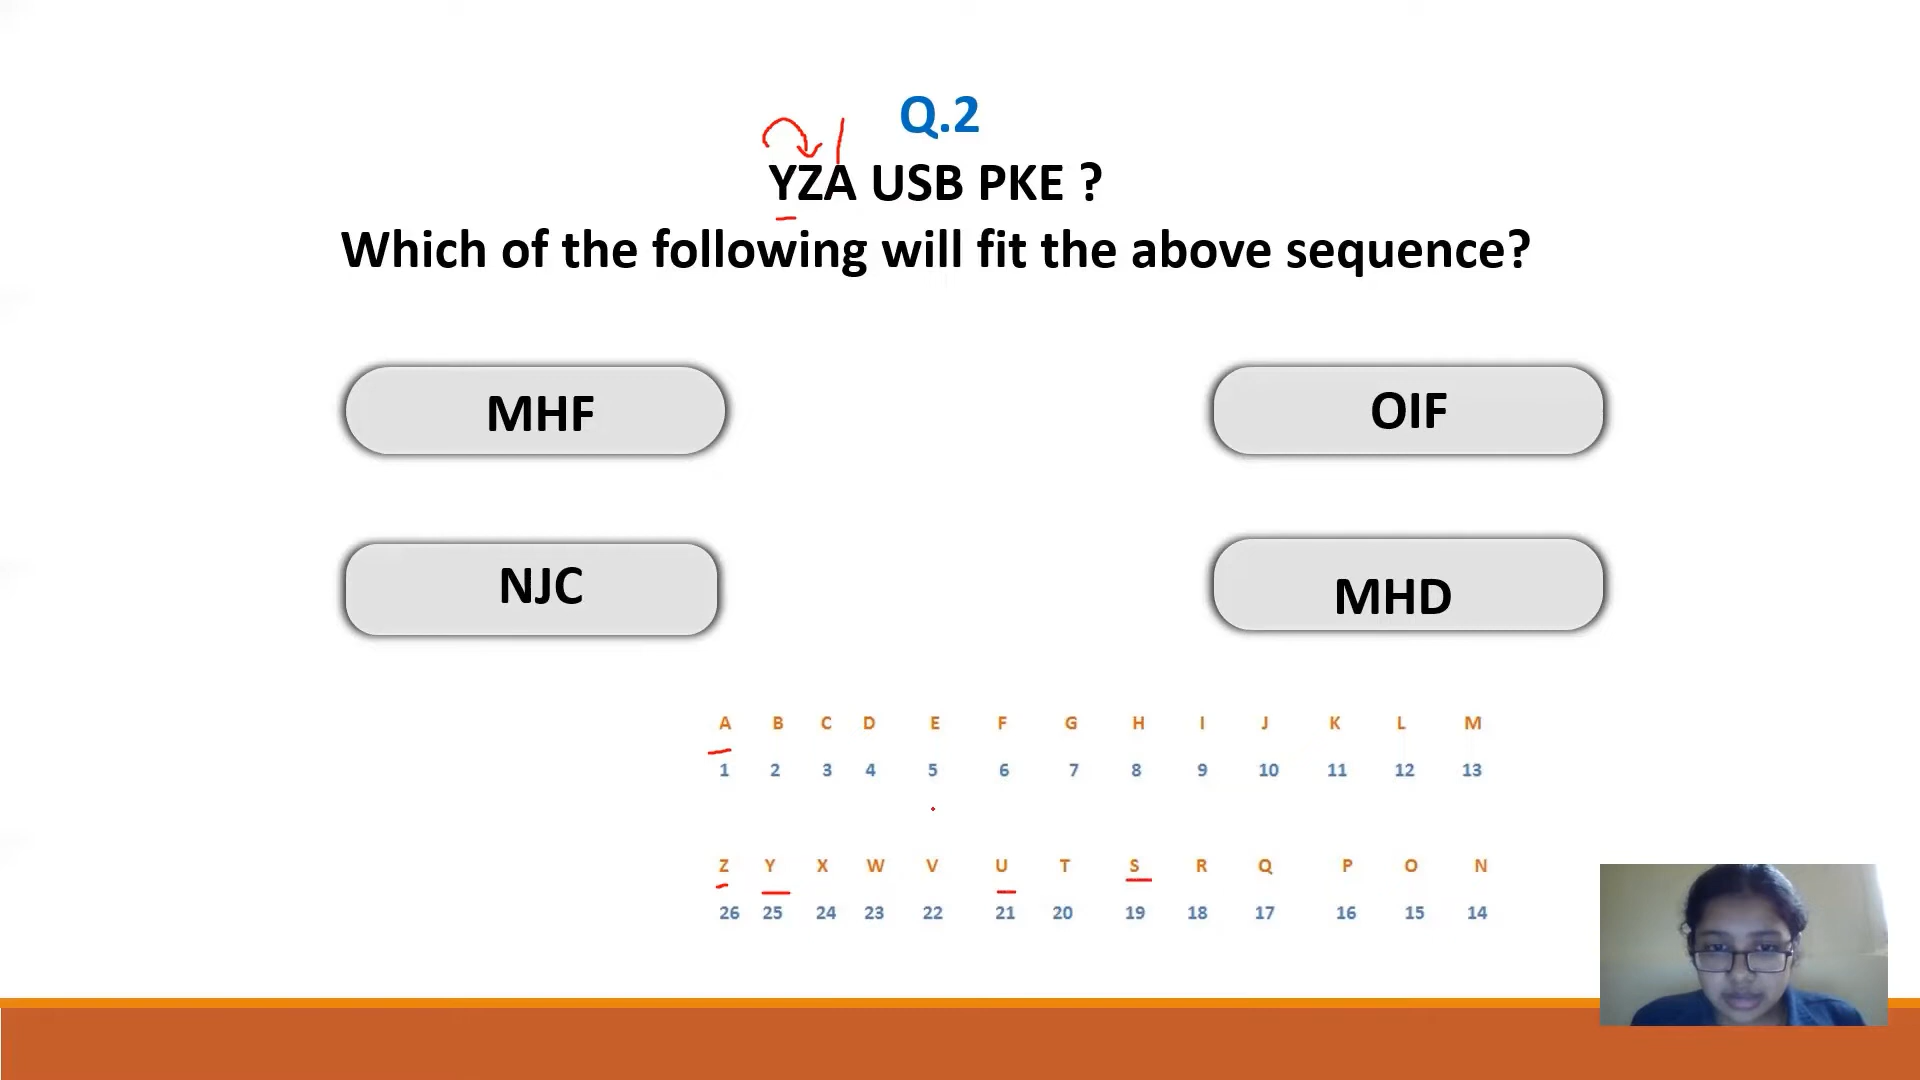 Q.2
YZA USB PKE ?
Which of the following will fit the above sequence?
MHF
OIF
NJC
MHD
A B C D E F G H I J K L M
1 2 3 4 5 6 7 8 9 10 11 12 13
Z Y X W V U T S R Q P O N
26 25 24 23 22 21 20 19 18 17 16 15 14